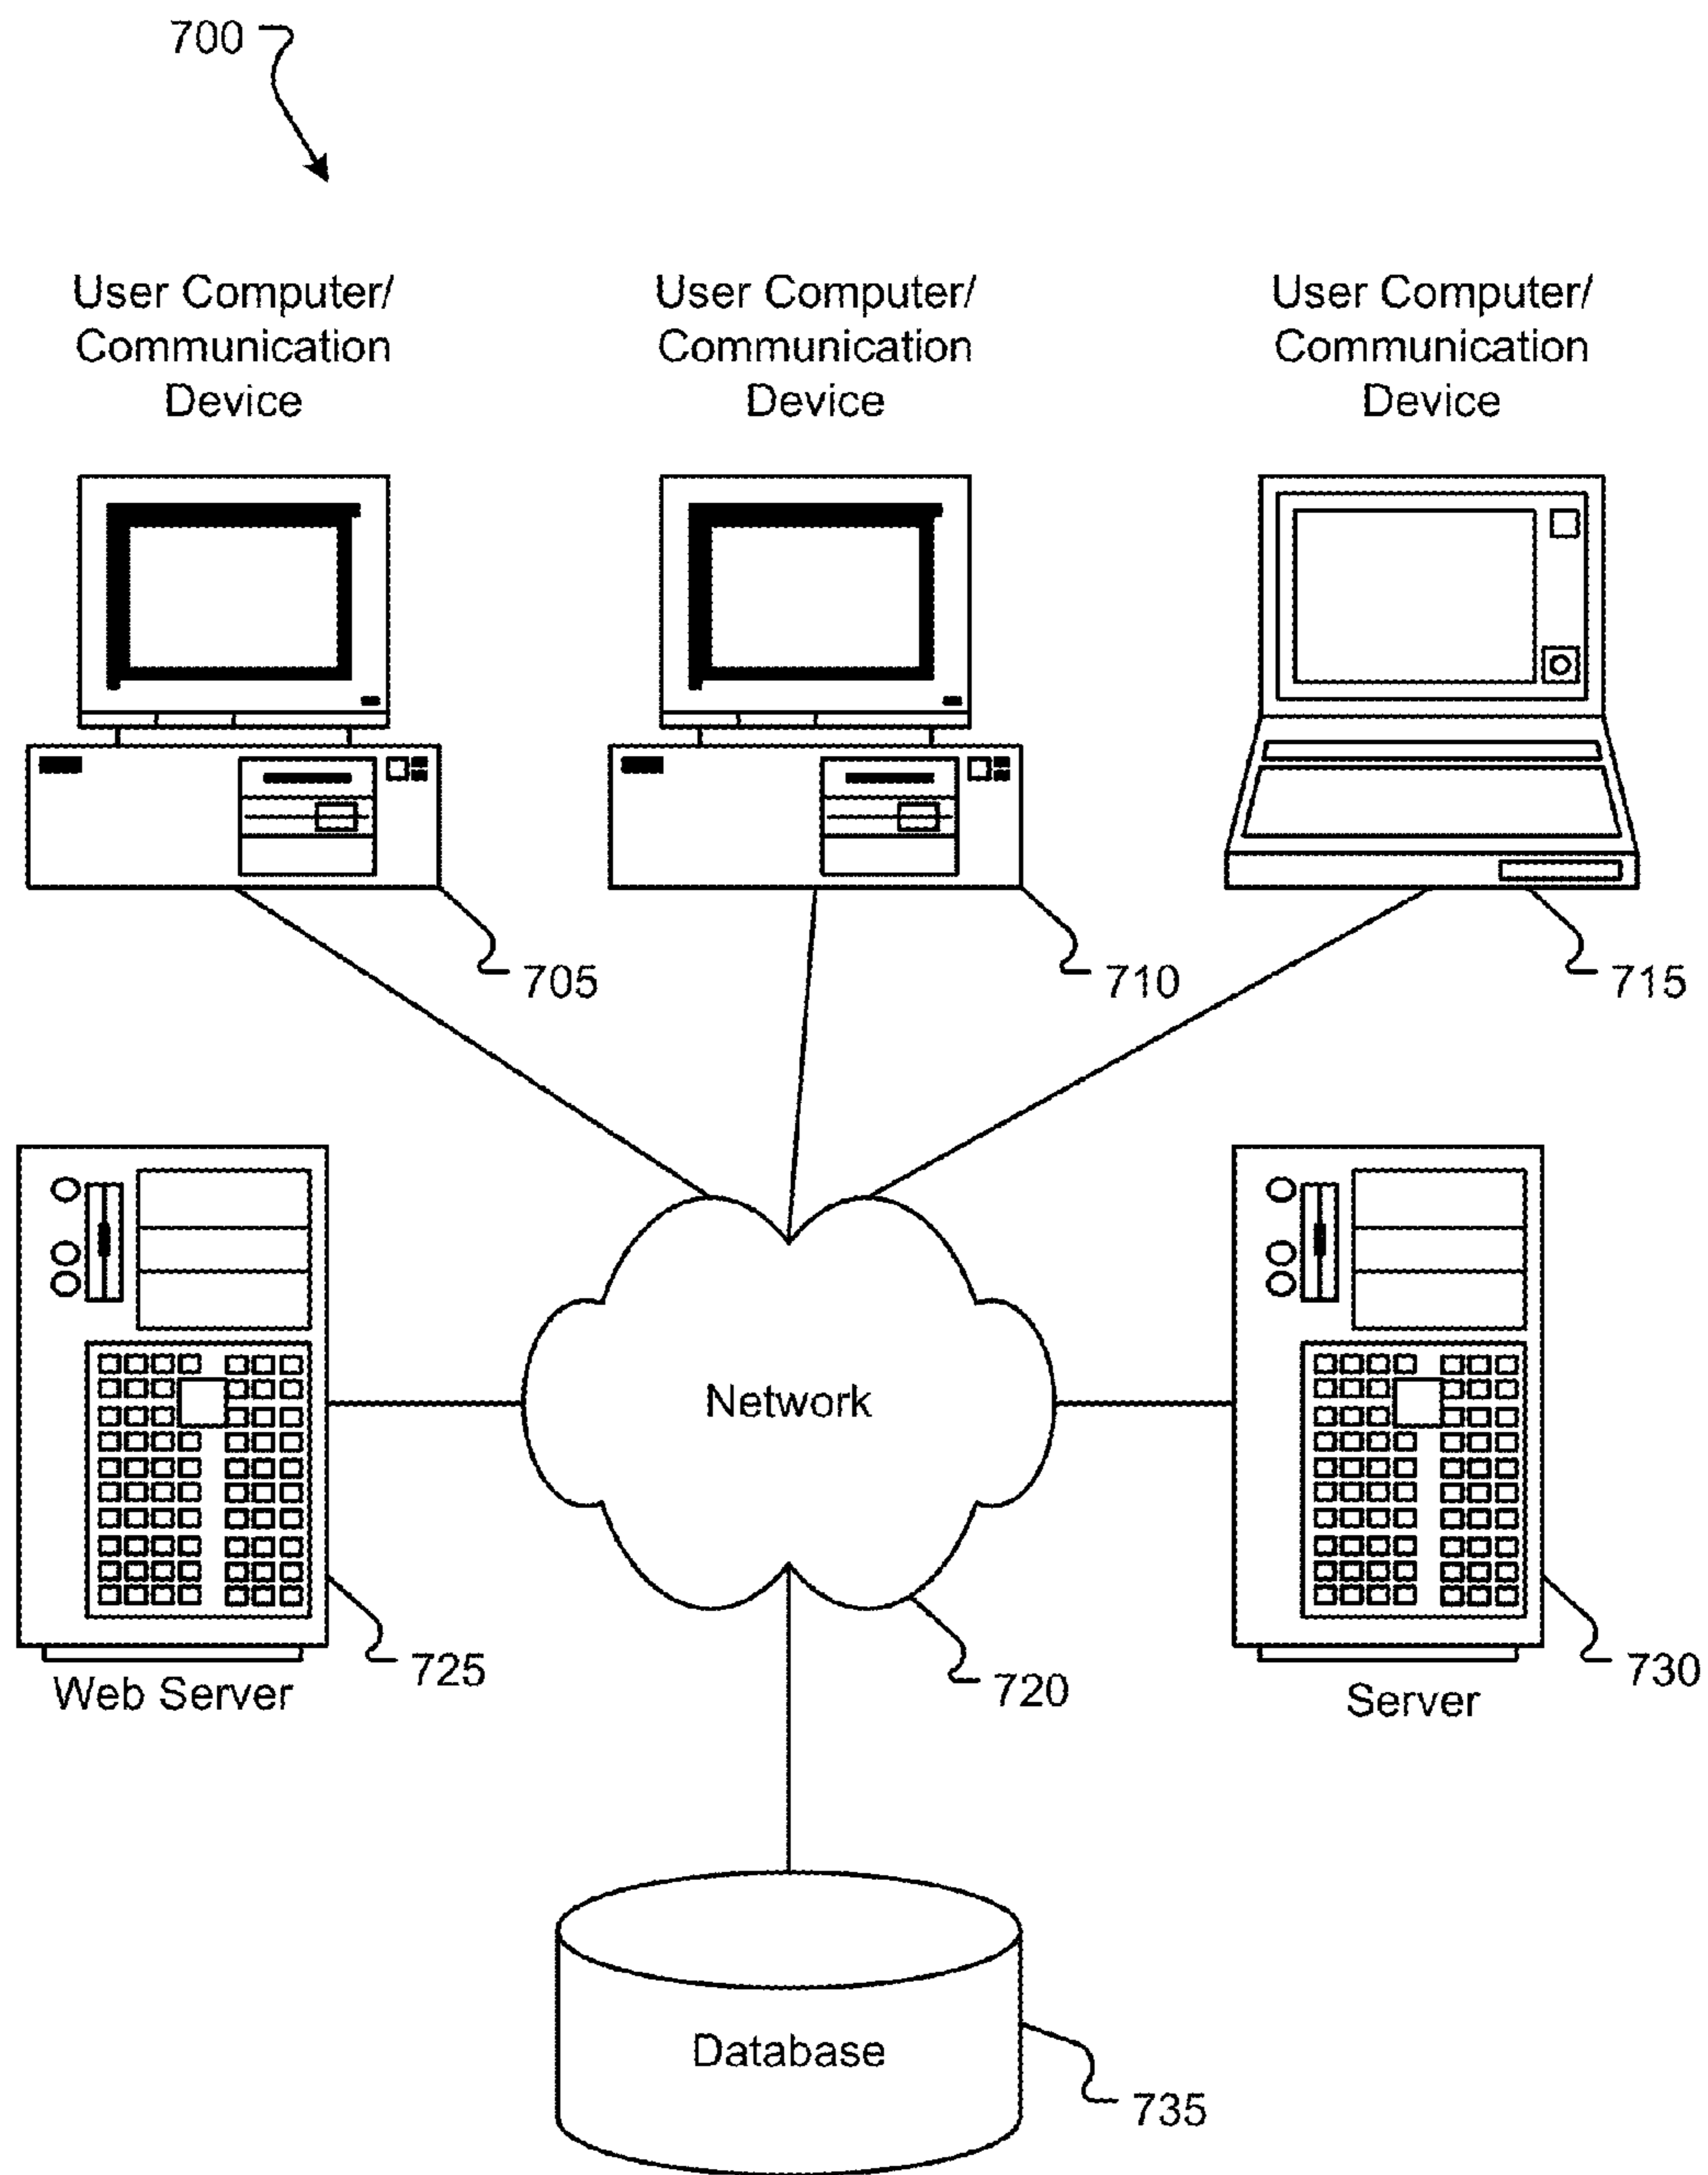 700
User Computer/
Communication
Device
User Computer/
Communication
Device
User Computer/
Communication
Device
705
710
715
Network
725
Web Server
720
730
Server
Database
735